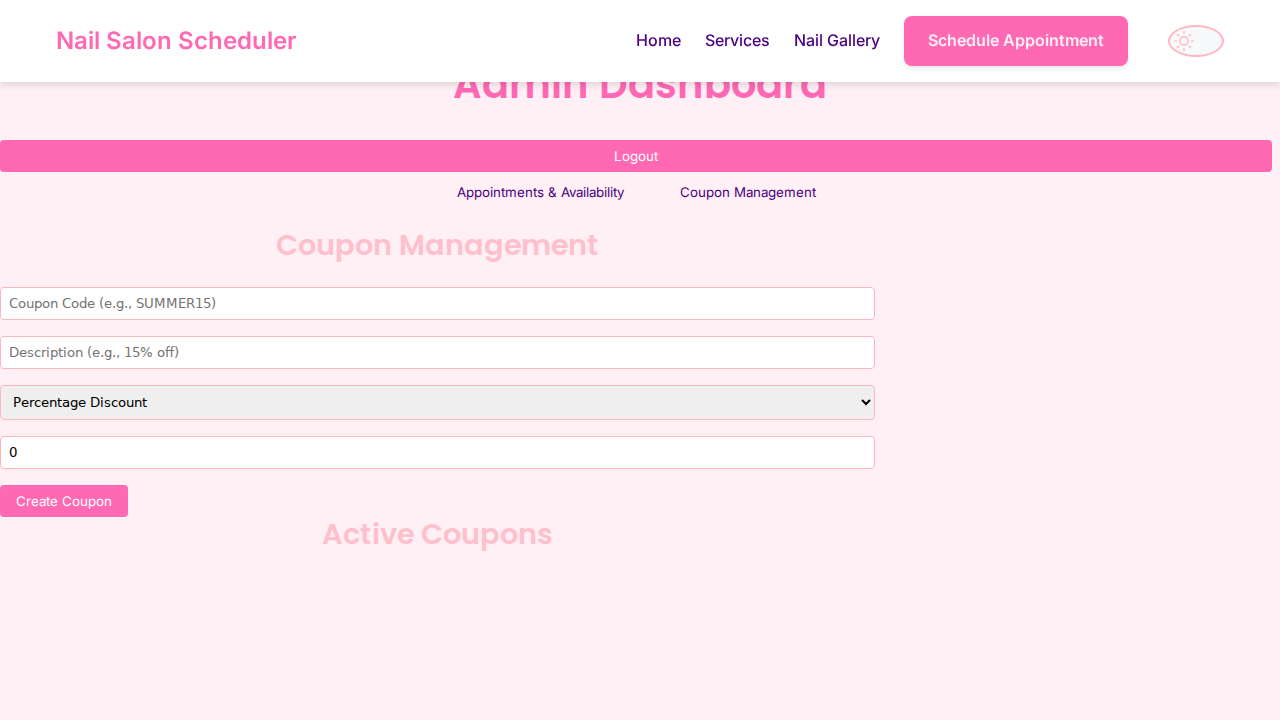 Nail Salon Scheduler
Home
Services
Nail Gallery
Schedule Appointment
Admin Dashboard
Logout
Appointments & Availability
Coupon Management
Coupon Management
Coupon Code (e.g., SUMMER15)
Description (e.g., 15% off)
Percentage Discount
0
Create Coupon
Active Coupons